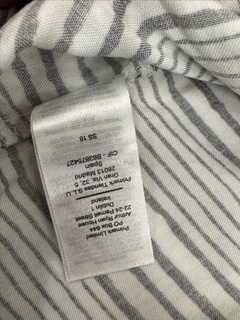 Primark Limited
PO Box 644
Arthur Ryan House
22-24 Parnell Street
Dublin 1
Ireland
Primark Tiendas S.L.U
Gran Via, 32, 5
28013 Madrid
Spain
CIF - B83875427
SS 18